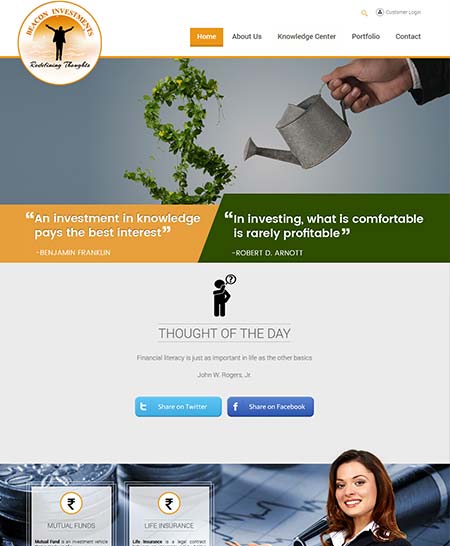 BEACON INVESTMENTS
Redefining Thoughts
Customer Login
Home About Us Knowledge Center Portfolio Contact
“An investment in knowledge
pays the best interest”
-BENJAMIN FRANKLIN
“In investing, what is comfortable
is rarely profitable”
-ROBERT D. ARNOTT
?
THOUGHT OF THE DAY
Financial literacy is just as important in life as the other basics
John W. Rogers, Jr.
Share on Twitter
Share on Facebook
₹
MUTUAL FUNDS
Mutual Fund is an investment vehicle
₹
LIFE INSURANCE
Life Insurance is a legal contract